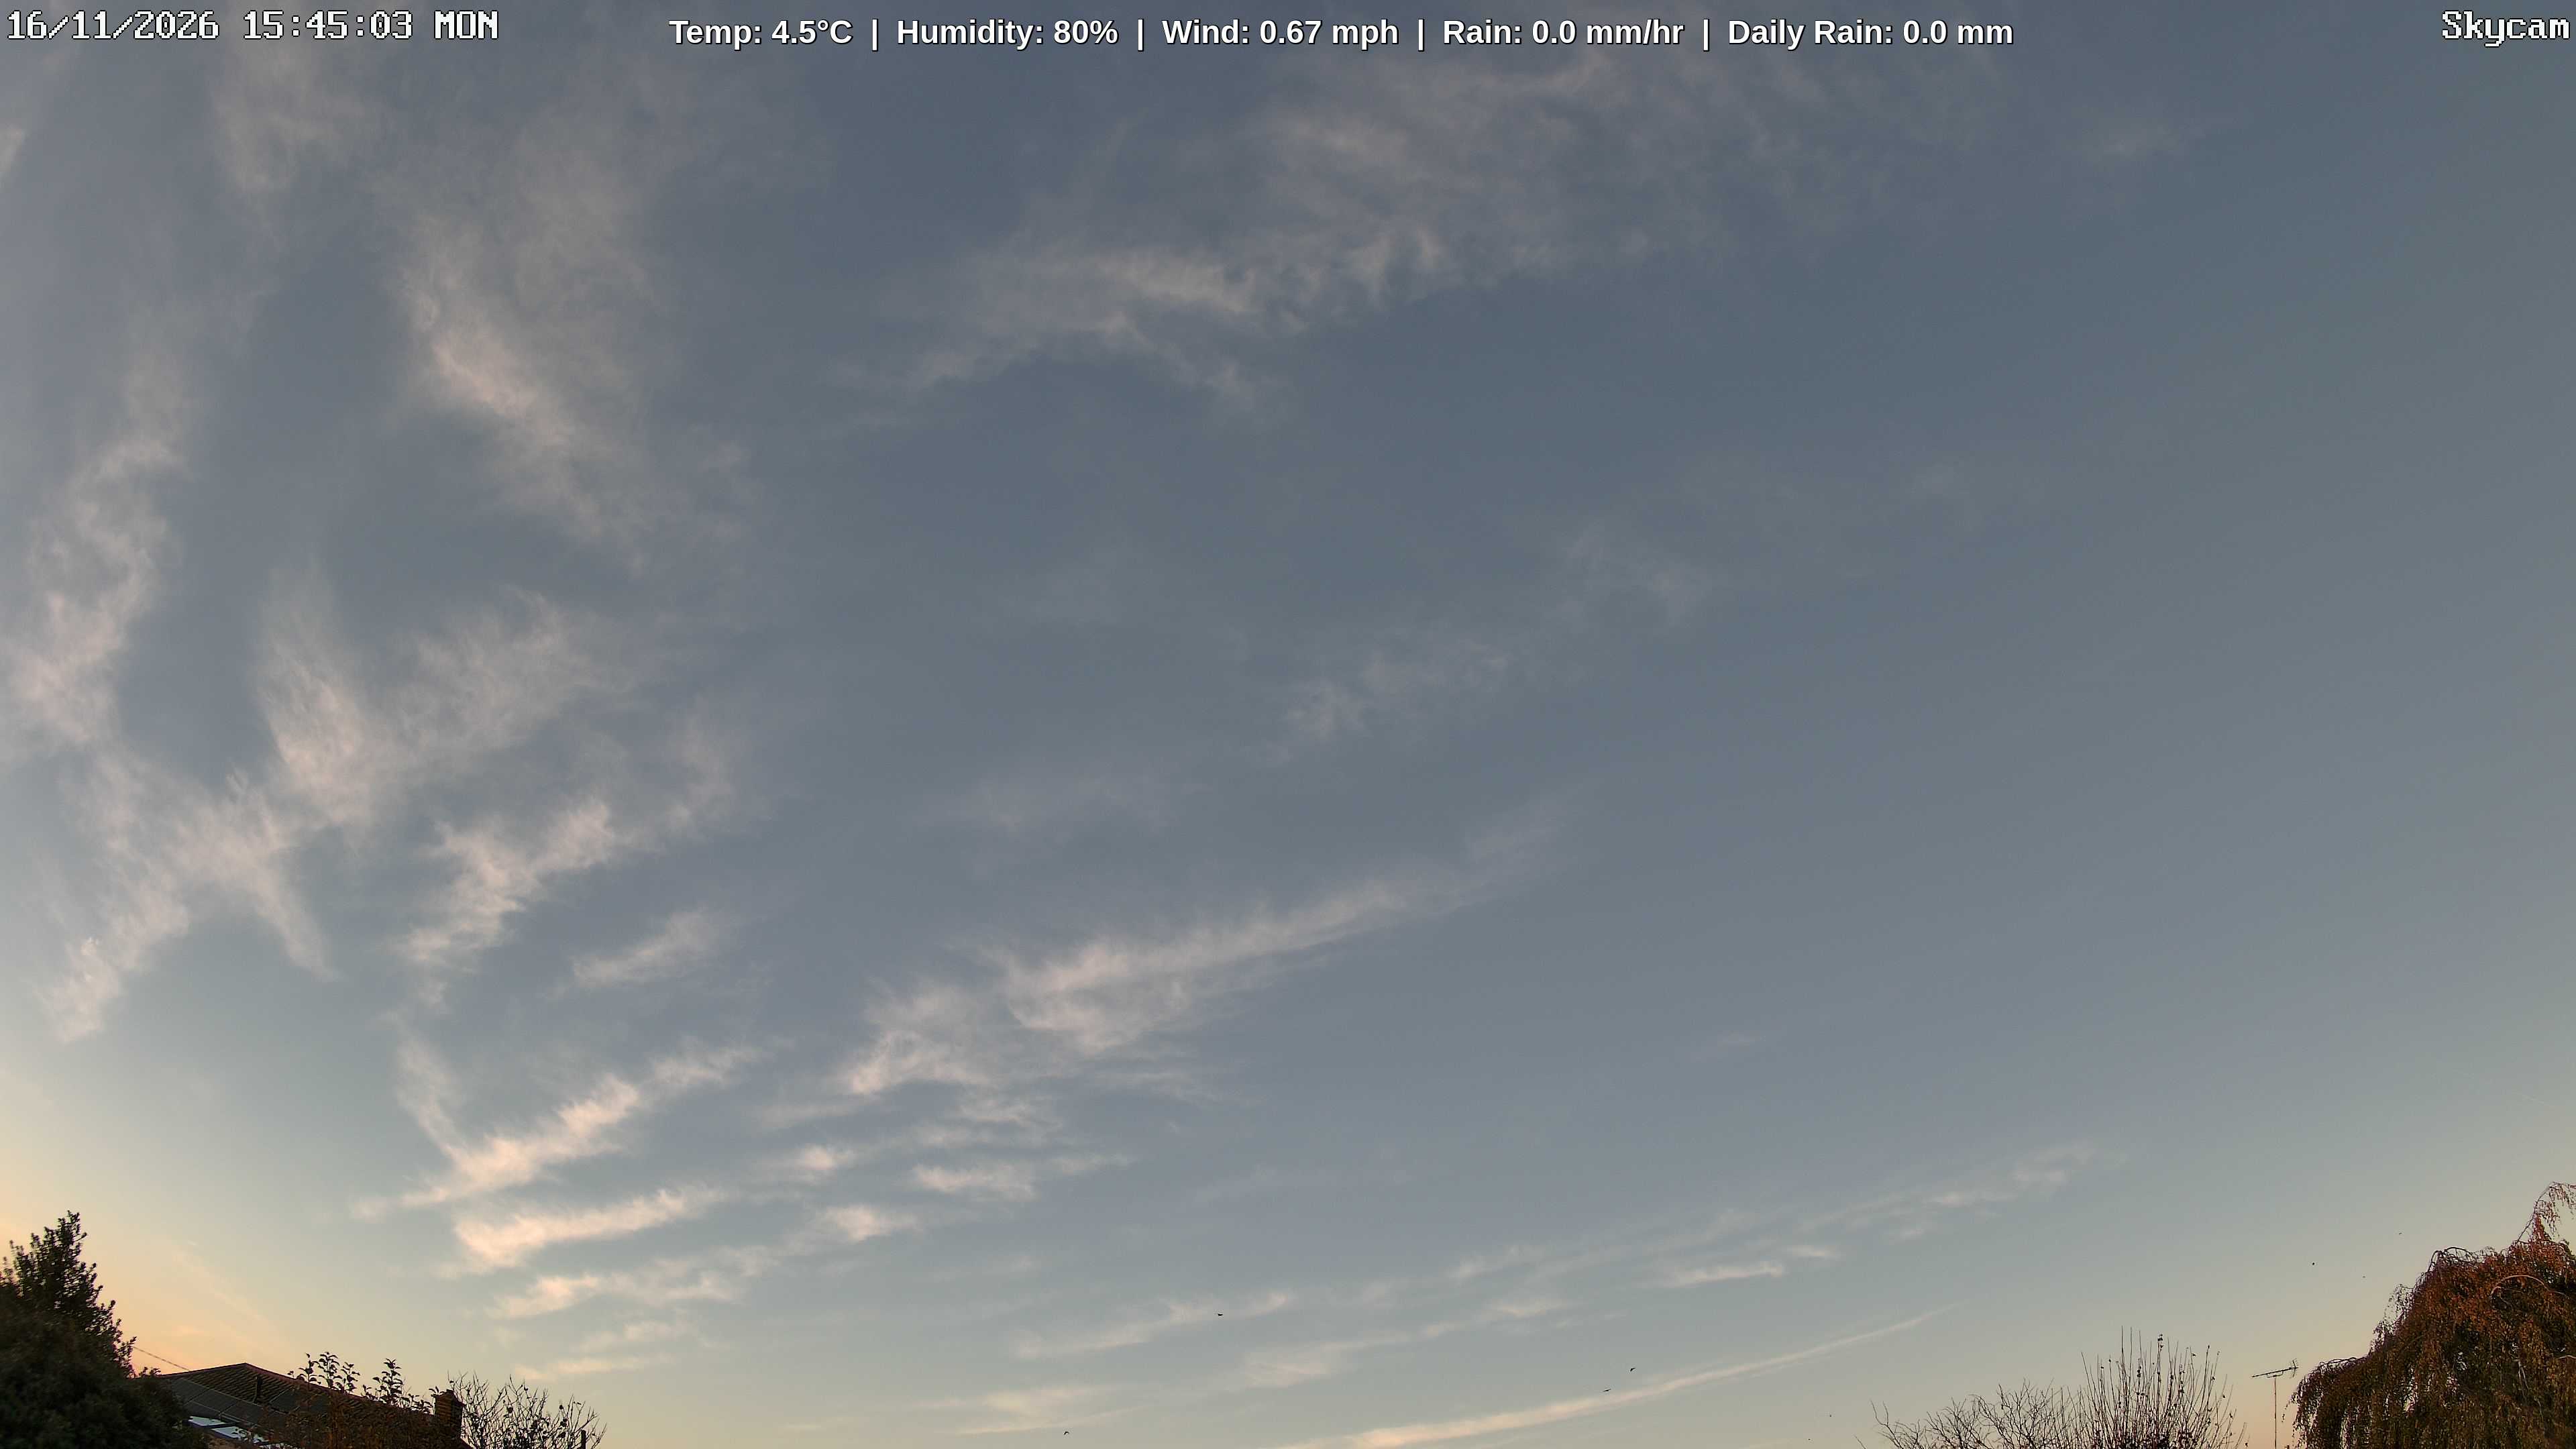 16/11/2026 15:45:03 MON
Temp: 4.5°C | Humidity: 80% | Wind: 0.67 mph | Rain: 0.0 mm/hr | Daily Rain: 0.0 mm
Skycam